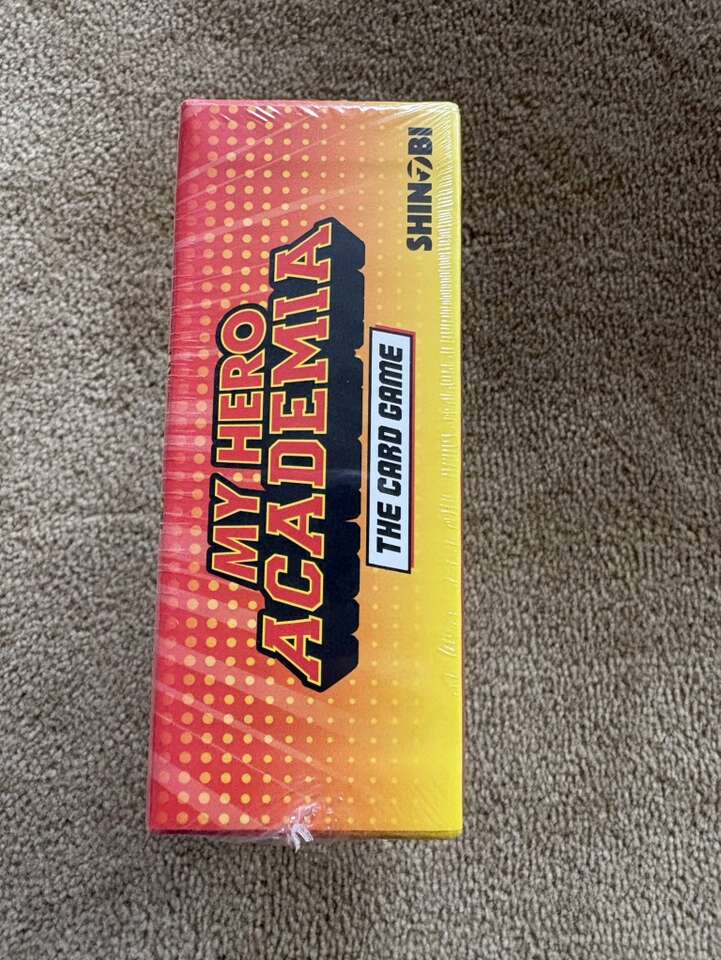 SHINOBI
MY HERO
ACADEMIA
THE CARD GAME